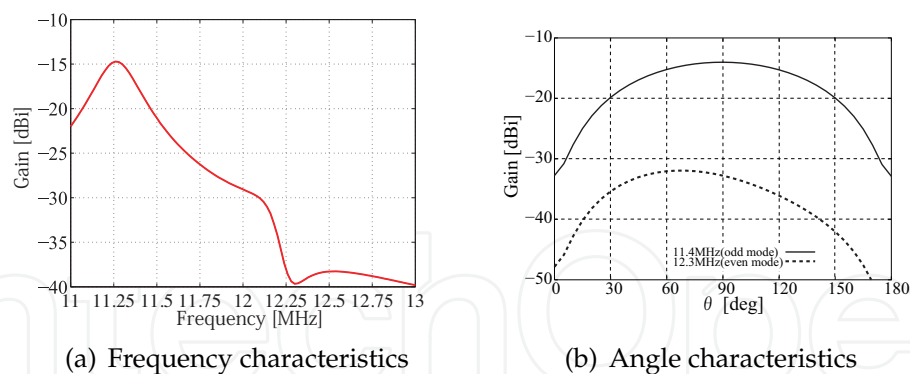 −10
−15
−20
−25
−30
−35
−40
Gain [dBi]
11 11.25 11.5 11.75 12 12.25 12.5 12.75 13
Frequency [MHz]
(a) Frequency characteristics
−10
−20
−30
−40
−50
Gain [dBi]
11.4MHz(odd mode)
12.3MHz(even mode)
0 30 60 90 120 150 180
θ [deg]
(b) Angle characteristics